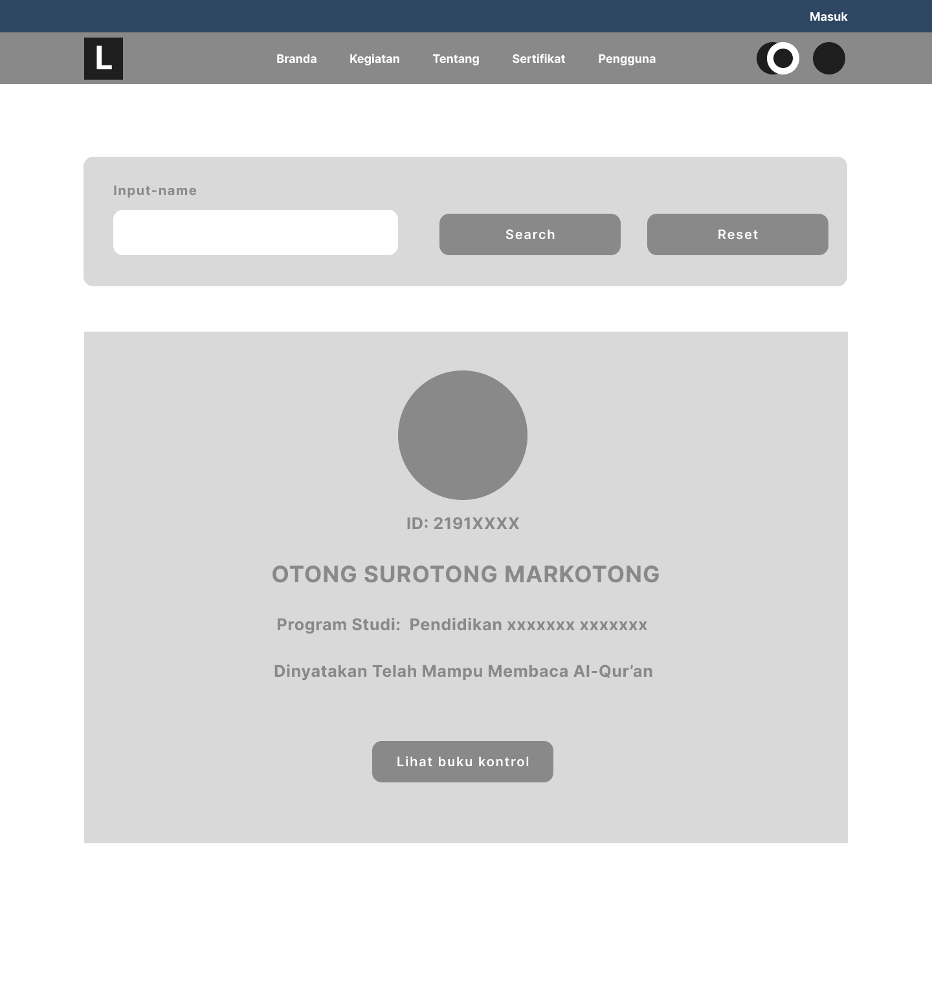 Masuk
L
Branda Kegiatan Tentang Sertifikat Pengguna
Input-name
Search Reset
ID: 2191XXXX
OTONG SUROTONG MARKOTONG
Program Studi:  Pendidikan xxxxxxx xxxxxxx
Dinyatakan Telah Mampu Membaca Al-Qur’an
Lihat buku kontrol